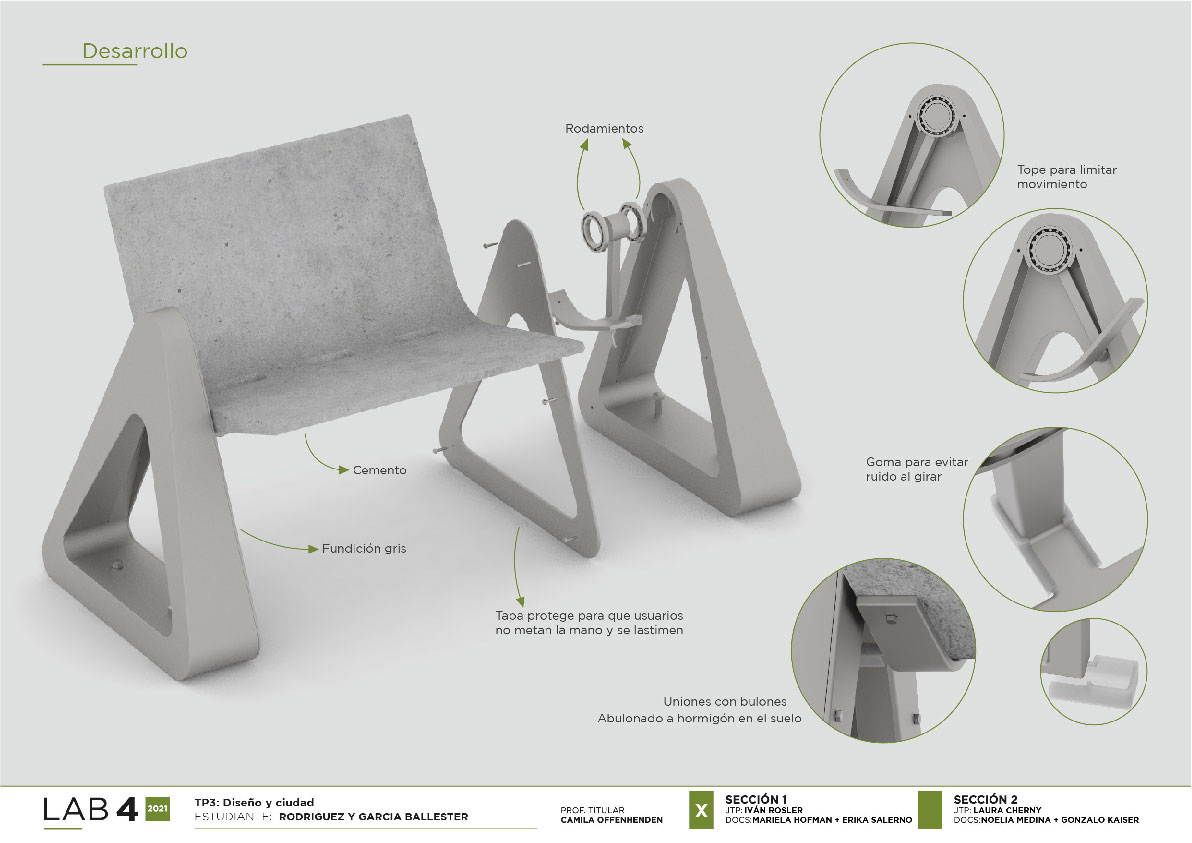 Desarrollo
Rodamientos
Tope para limitar
movimiento
Cemento
Goma para evitar
ruido al girar
Fundición gris
Tapa protege para que usuarios
no metan la mano y se lastimen
Uniones con bulones
Abulonado a hormigón en el suelo
LAB 4 2021
TP3: Diseño y ciudad
ESTUDIANTE: RODRIGUEZ Y GARCIA BALLESTER
PROF. TITULAR
CAMILA OFFENHENDEN
X
SECCIÓN 1
JTP: IVÁN ROSLER
DOCS: MARIELA HOFMAN + ERIKA SALERNO
SECCIÓN 2
JTP: LAURA CHERNY
DOCS: NOELIA MEDINA + GONZALO KAISER